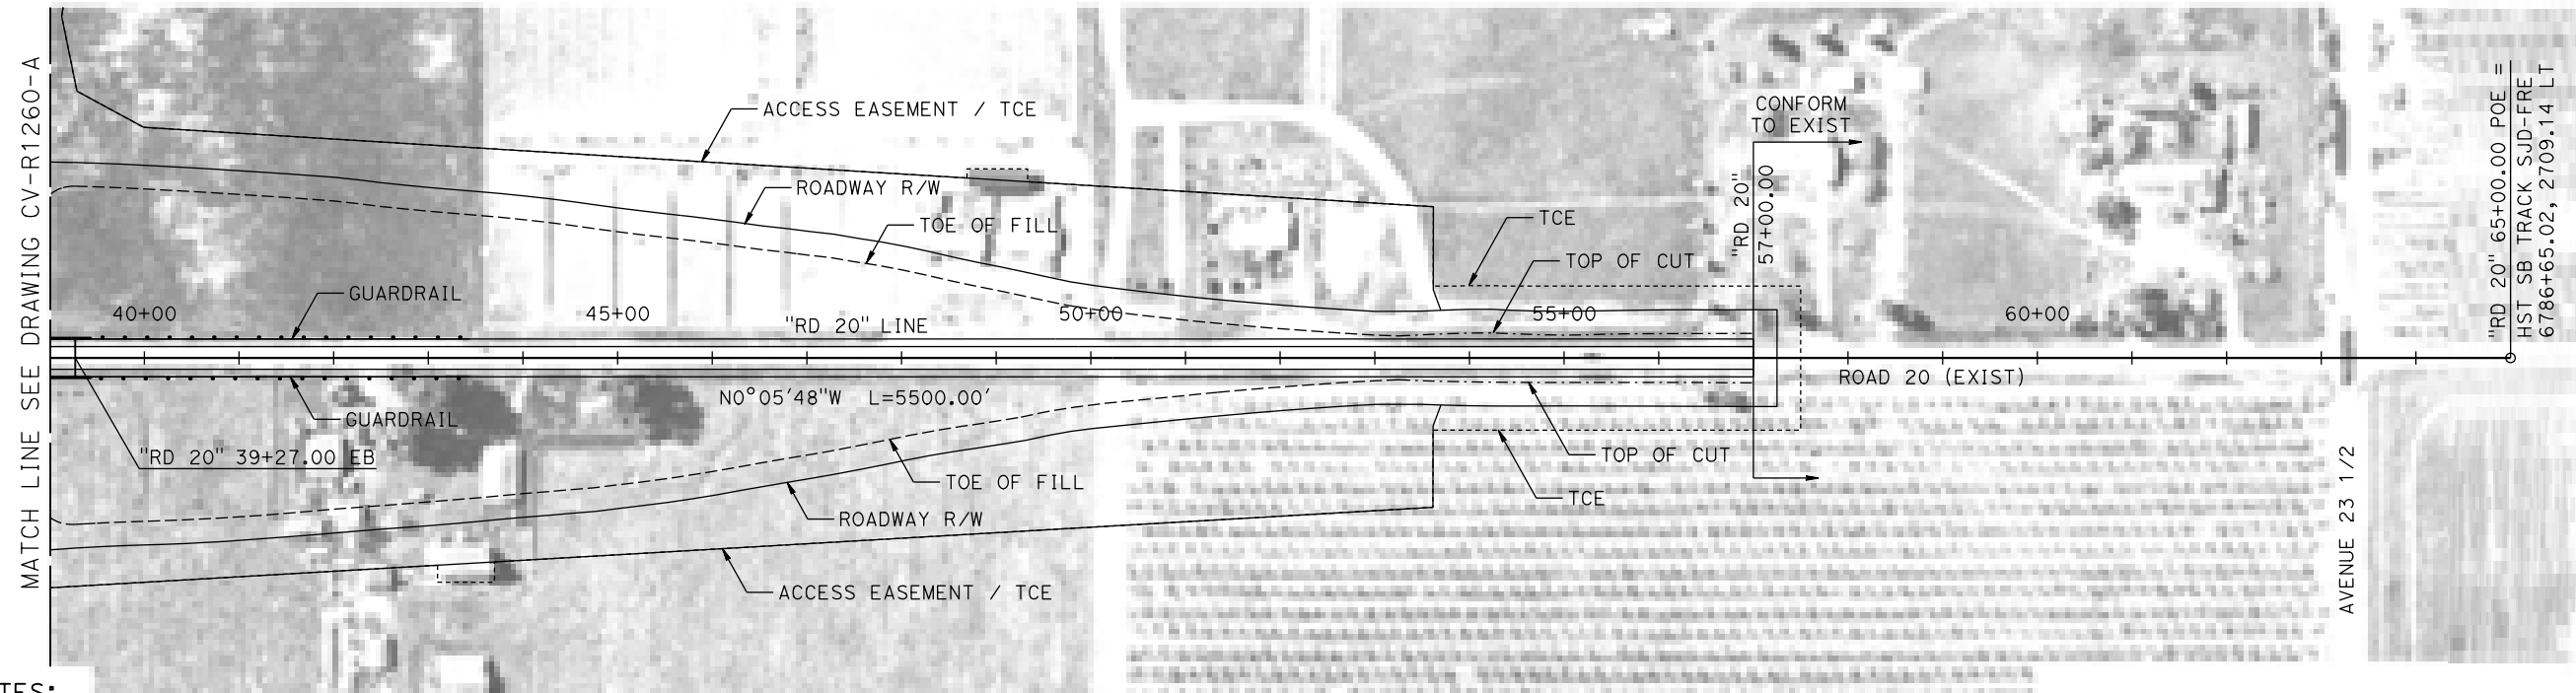 MATCH LINE SEE DRAWING CV-R1260-A
ACCESS EASEMENT / TCE
ROADWAY R/W
TOE OF FILL
TCE
TOP OF CUT
CONFORM
TO EXIST
"RD 20"
57+00.00
"RD 20" 65+00.00 POE =
HST SB TRACK SJD-FRE
6786+65.02, 2709.14 LT
GUARDRAIL
40+00
45+00
"RD 20" LINE
50+00
55+00
60+00
N0°05'48"W L=5500.00'
ROAD 20 (EXIST)
GUARDRAIL
"RD 20" 39+27.00 EB
TOE OF FILL
ROADWAY R/W
ACCESS EASEMENT / TCE
TOP OF CUT
TCE
AVENUE 23 1/2